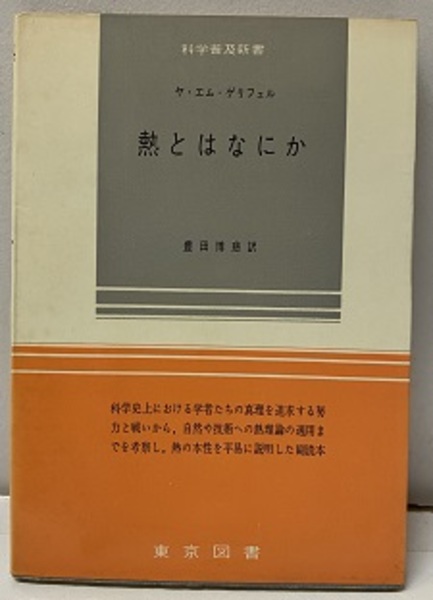 科学普及新書
ヤ・エム・ゲリフェル
熱とはなにか
豊田博慈訳
科学史上における学者たちの真理を追求する努
力と戦いから，自然や技術への熱理論の適用ま
でを考察し，熱の本性を平易に説明した副読本
東京図書